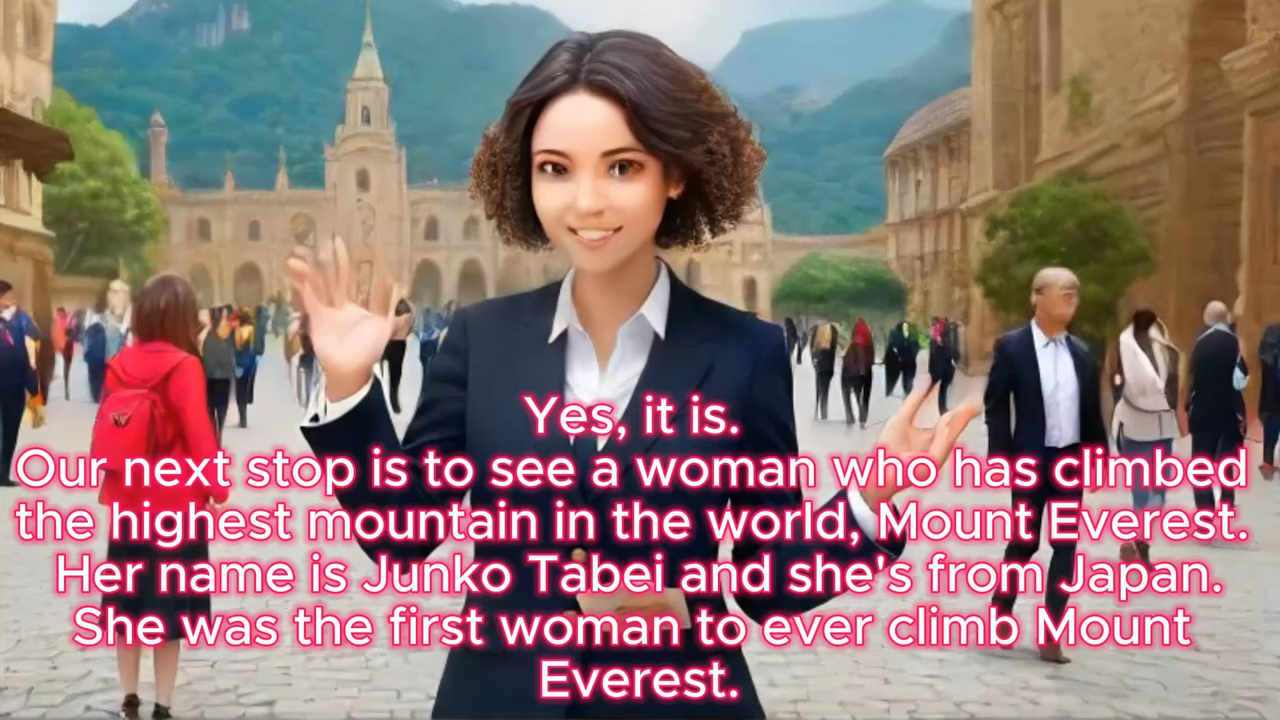 Yes, it is.
Our next stop is to see a woman who has climbed
the highest mountain in the world, Mount Everest.
Her name is Junko Tabei and she's from Japan.
She was the first woman to ever climb Mount
Everest.